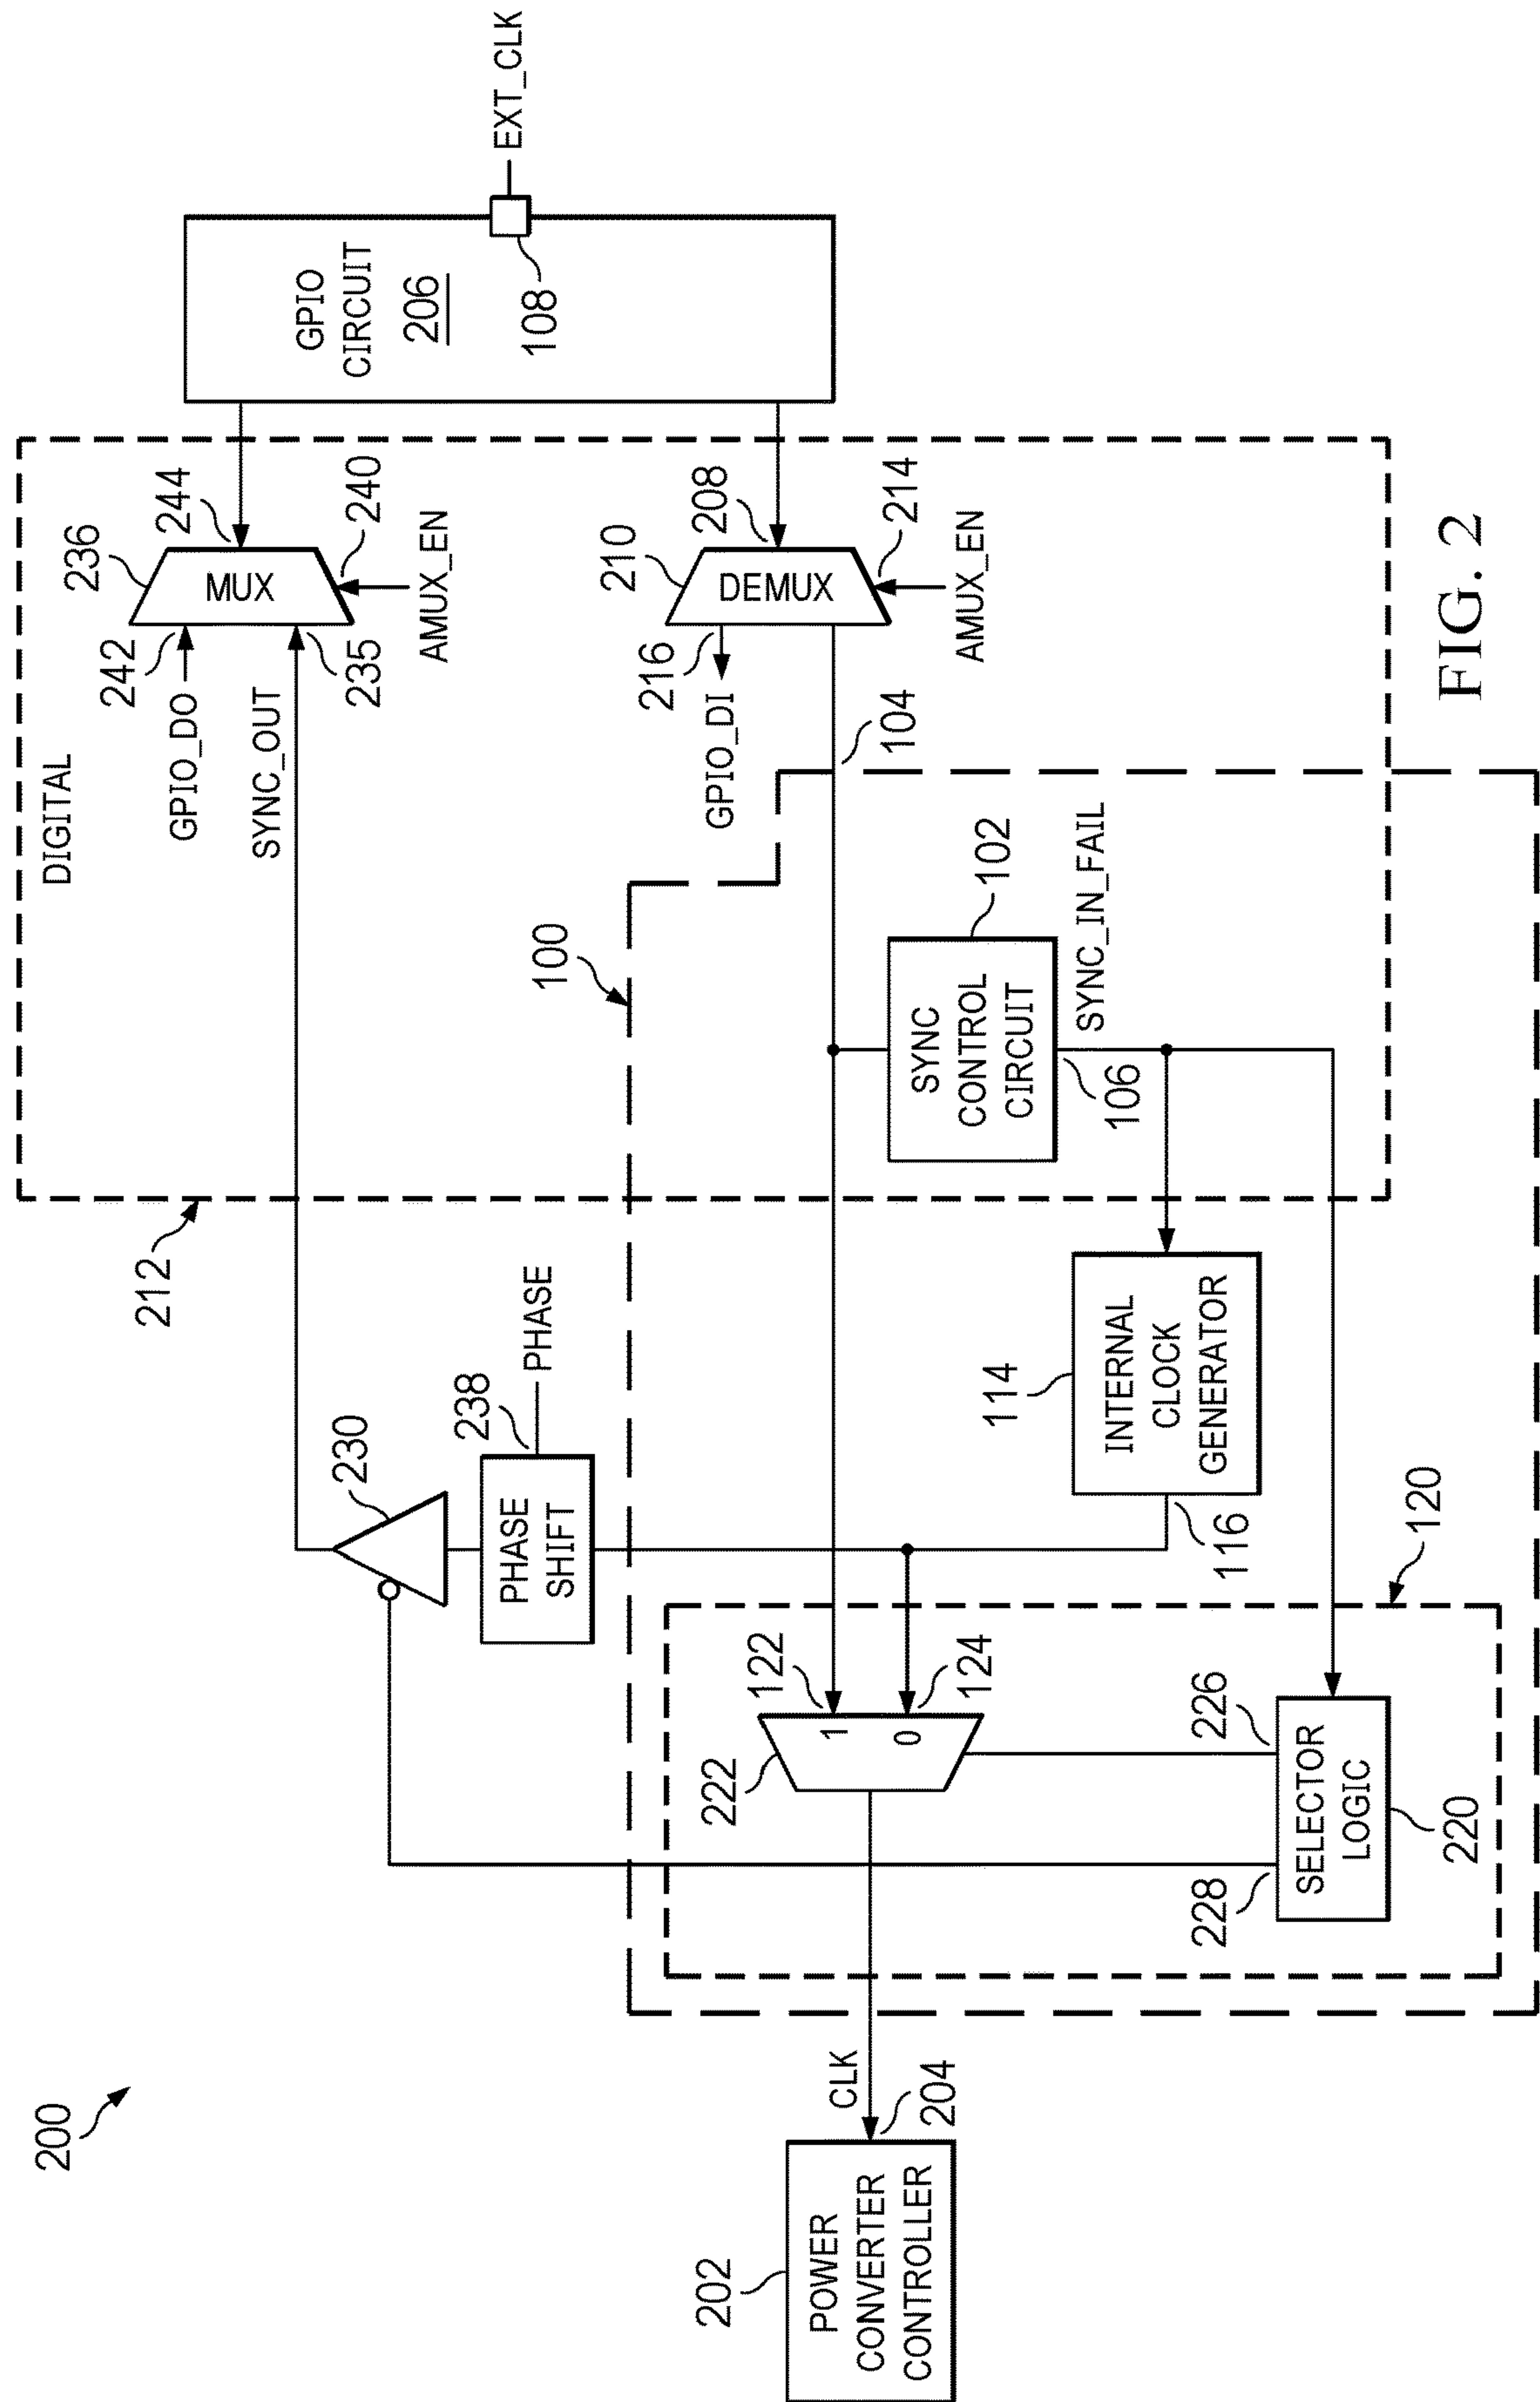 200
212
DIGITAL
236
MUX
244
242
GPIO_DO
SYNC_OUT
235
240
AMUX_EN
GPIO
CIRCUIT
206
108
EXT_CLK
230
238
PHASE
PHASE
SHIFT
100
210
DEMUX
208
216
GPIO_DI
214
AMUX_EN
104
202
POWER
CONVERTER
CONTROLLER
CLK
204
222
1
0
122
124
SYNC
CONTROL
CIRCUIT
102
106
SYNC_IN_FAIL
114
INTERNAL
CLOCK
GENERATOR
116
120
228
226
SELECTOR
LOGIC
220
FIG. 2